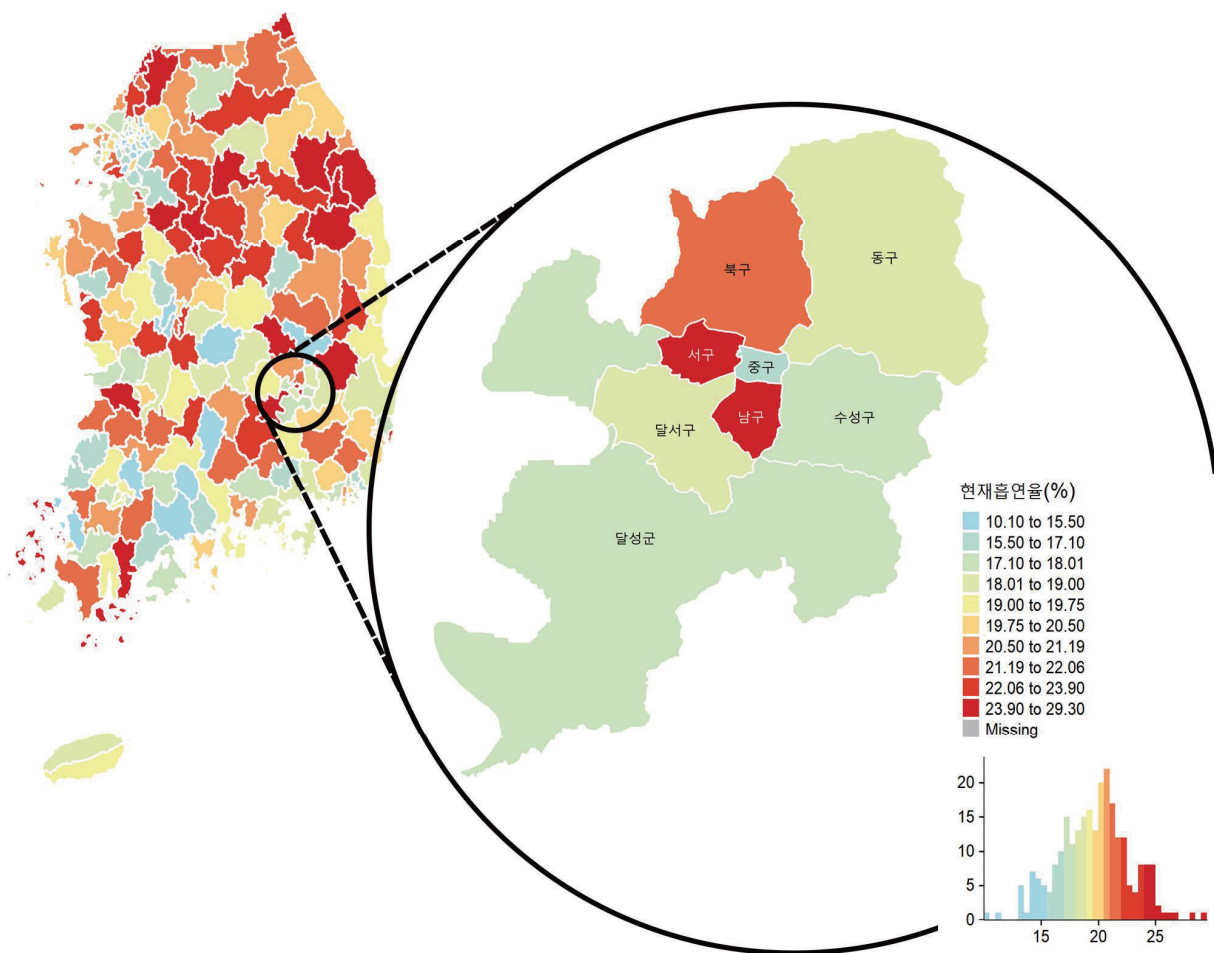 북구
동구
서구
중구
남구
수성구
달서구
달성군
현재흡연율(%)
10.10 to 15.50
15.50 to 17.10
17.10 to 18.01
18.01 to 19.00
19.00 to 19.75
19.75 to 20.50
20.50 to 21.19
21.19 to 22.06
22.06 to 23.90
23.90 to 29.30
Missing
20
15
10
5
0
15 20 25